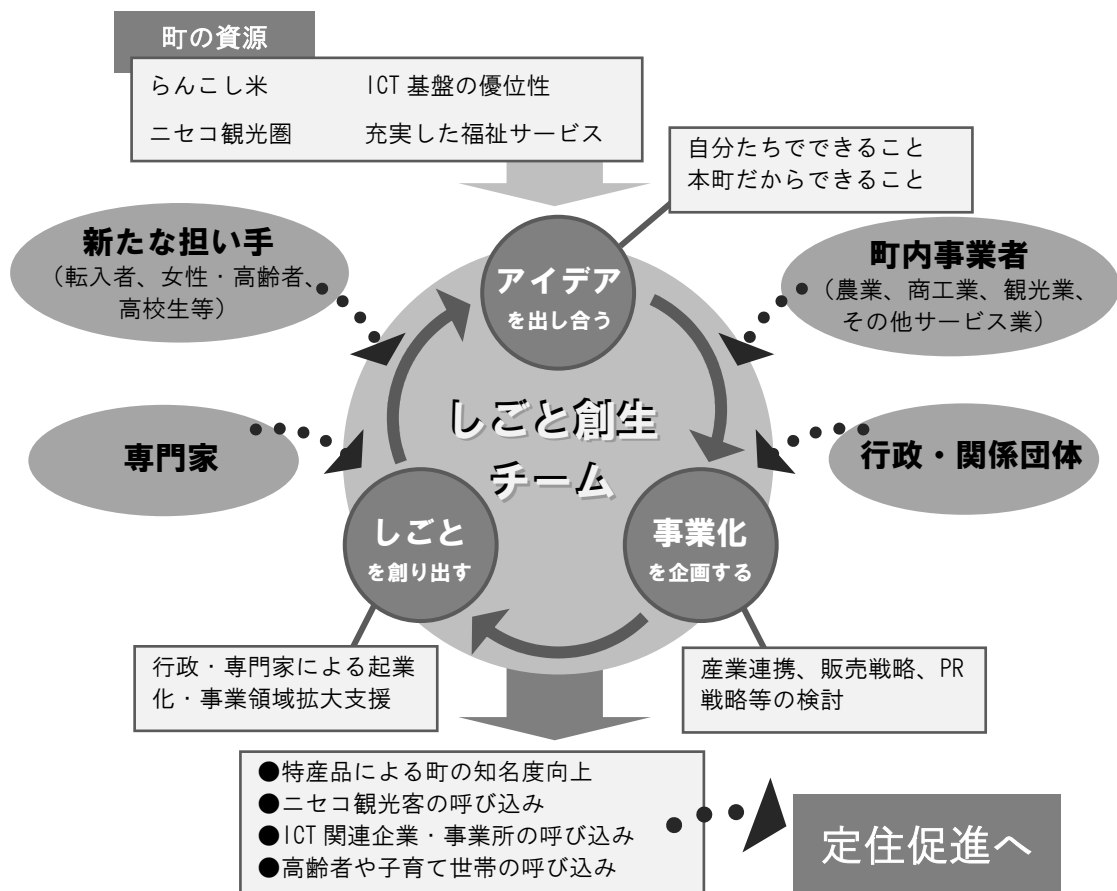 町の資源
らんこし米 ICT 基盤の優位性
ニセコ観光圏 充実した福祉サービス
自分たちでできること
本町だからできること
新たな担い手
（転入者、女性・高齢者、
高校生等）
アイデア
を出し合う
町内事業者
（農業、商工業、観光業、
その他サービス業）
しごと創生
チーム
専門家
行政・関係団体
しごと
を創り出す
事業化
を企画する
行政・専門家による起業
化・事業領域拡大支援
産業連携、販売戦略、PR
戦略等の検討
●特産品による町の知名度向上
●ニセコ観光客の呼び込み
●ICT 関連企業・事業所の呼び込み
●高齢者や子育て世帯の呼び込み
定住促進へ